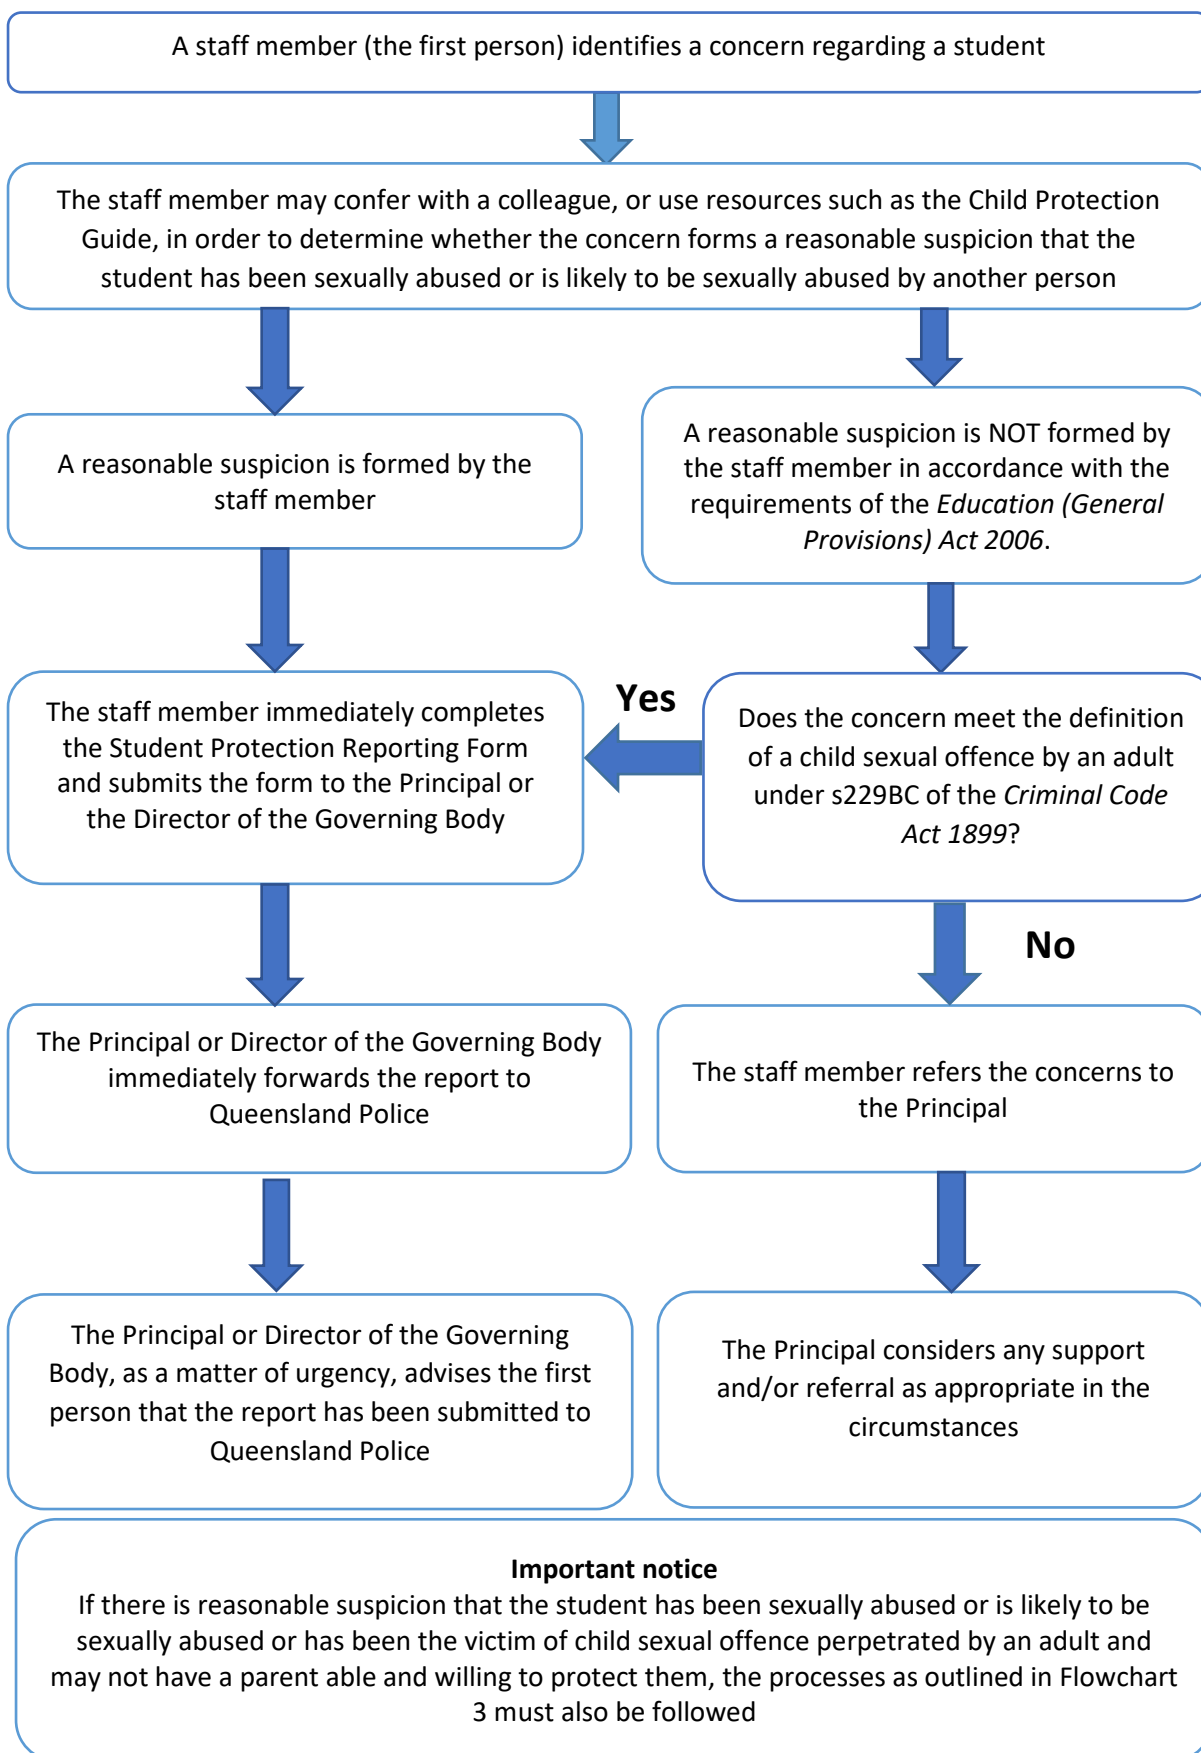 A staff member (the first person) identifies a concern regarding a student
The staff member may confer with a colleague, or use resources such as the Child Protection
Guide, in order to determine whether the concern forms a reasonable suspicion that the
student has been sexually abused or is likely to be sexually abused by another person
A reasonable suspicion is formed by the
staff member
A reasonable suspicion is NOT formed by
the staff member in accordance with the
requirements of the Education (General
Provisions) Act 2006.
The staff member immediately completes
the Student Protection Reporting Form
and submits the form to the Principal or
the Director of the Governing Body
Yes
Does the concern meet the definition
of a child sexual offence by an adult
under s229BC of the Criminal Code
Act 1899?
No
The Principal or Director of the Governing Body
immediately forwards the report to
Queensland Police
The staff member refers the concerns to
the Principal
The Principal or Director of the Governing
Body, as a matter of urgency, advises the first
person that the report has been submitted to
Queensland Police
The Principal considers any support
and/or referral as appropriate in the
circumstances
Important notice
If there is reasonable suspicion that the student has been sexually abused or is likely to be
sexually abused or has been the victim of child sexual offence perpetrated by an adult and
may not have a parent able and willing to protect them, the processes as outlined in Flowchart
3 must also be followed